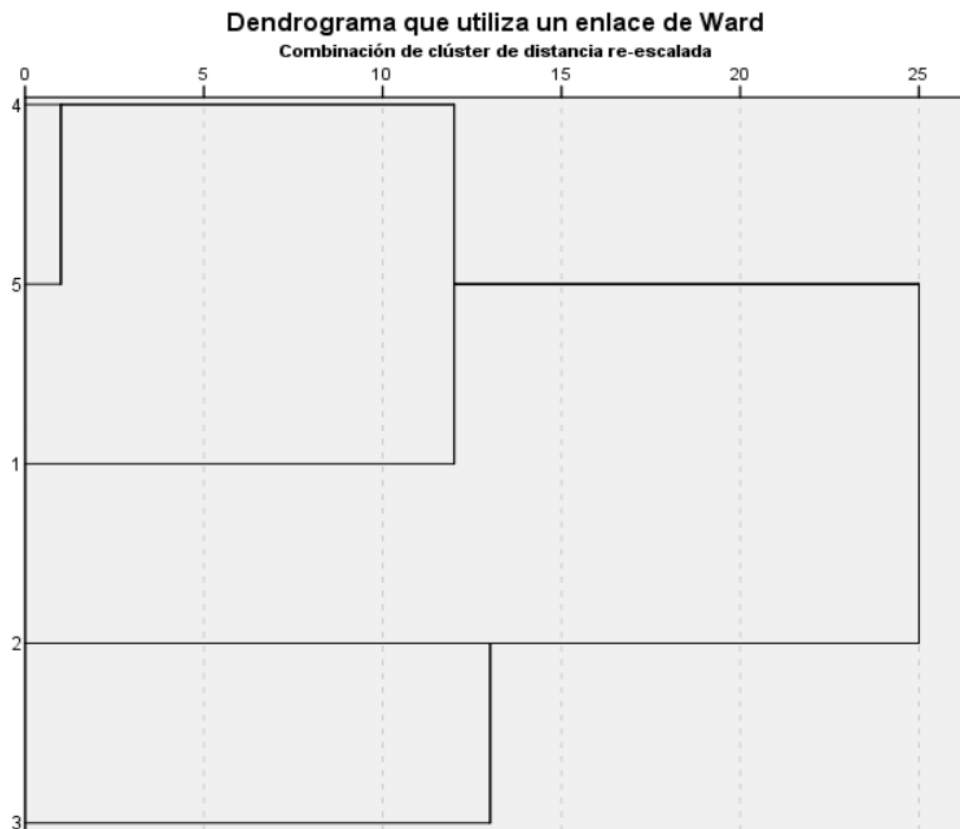 Dendrograma que utiliza un enlace de Ward
Combinación de clúster de distancia re-escalada
0 5 10 15 20 25
4
5
1
2
3